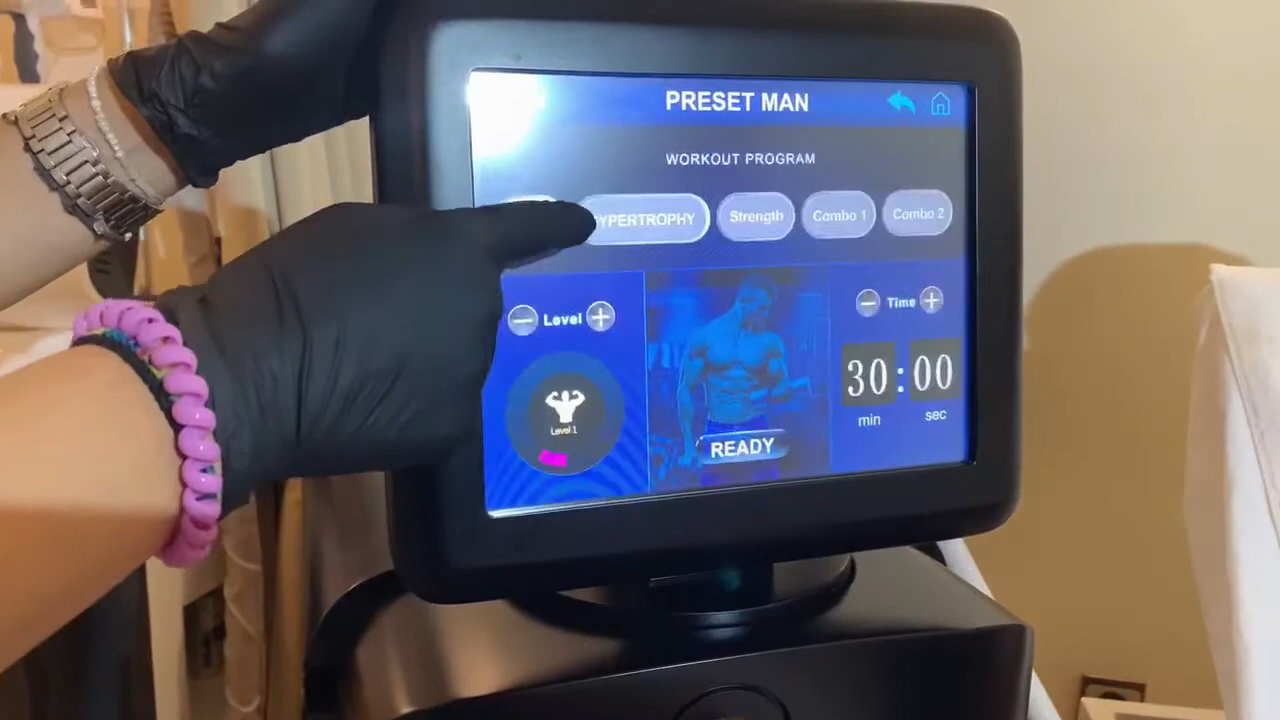 PRESET MAN
WORKOUT PROGRAM
YPERTROPHY
Strength
Combo 1
Combo 2
Level
Time
Level 1
30:00
min
sec
READY